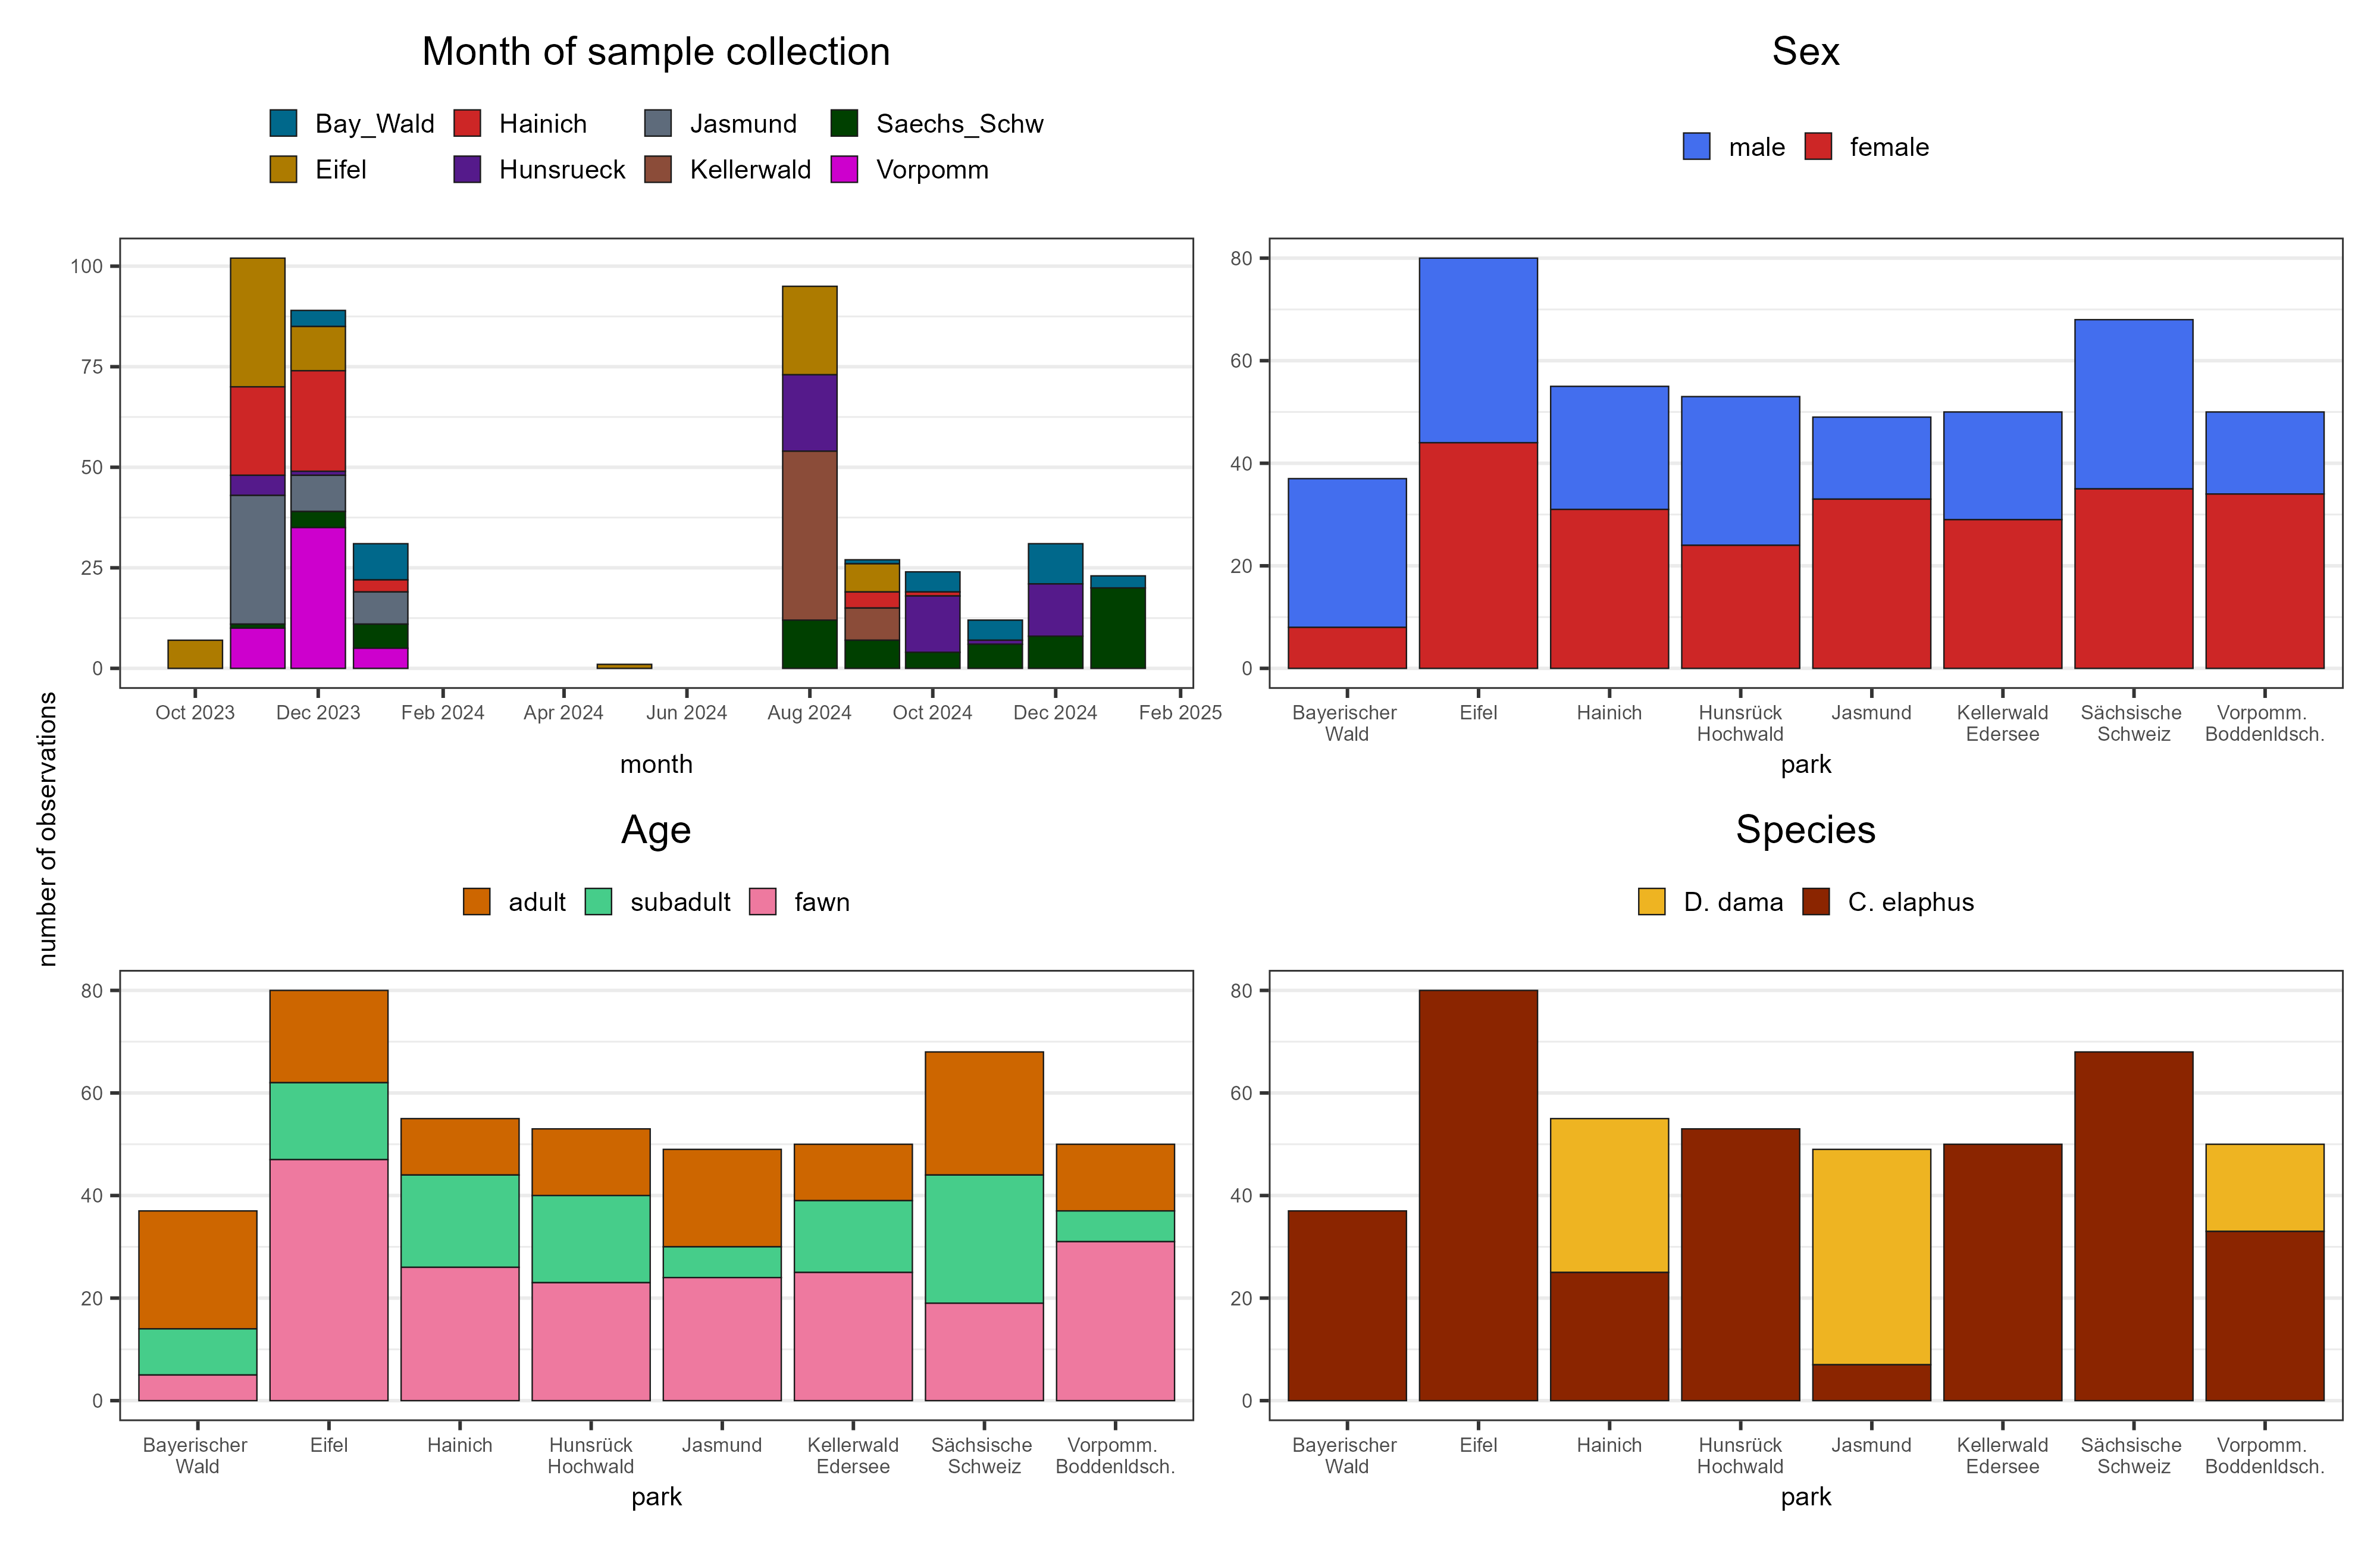 Month of sample collection
Bay_Wald Hainich Jasmund Saechs_Schw
Eifel Hunsrueck Kellerwald Vorpomm
100
75
50
25
0
Oct 2023 Dec 2023 Feb 2024 Apr 2024 Jun 2024 Aug 2024 Oct 2024 Dec 2024 Feb 2025
month
Sex
male female
80
60
40
20
0
Bayerischer Eifel Hainich Hunsrück Jasmund Kellerwald Sächsische Vorpomm.
Wald Hochwald Edersee Schweiz Boddenldsch.
park
number of observations
Age
adult subadult fawn
80
60
40
20
0
Bayerischer Eifel Hainich Hunsrück Jasmund Kellerwald Sächsische Vorpomm.
Wald Hochwald Edersee Schweiz Boddenldsch.
park
Species
D. dama C. elaphus
80
60
40
20
0
Bayerischer Eifel Hainich Hunsrück Jasmund Kellerwald Sächsische Vorpomm.
Wald Hochwald Edersee Schweiz Boddenldsch.
park